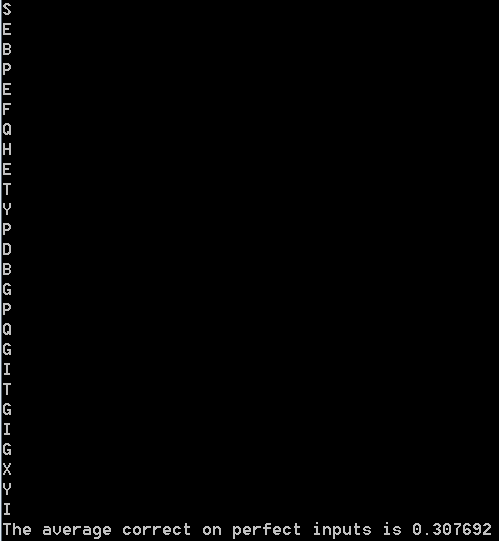 S
E
B
P
E
F
Q
H
E
T
Y
P
D
B
G
P
Q
G
I
T
G
I
G
X
Y
I
The average correct on perfect inputs is 0.307692